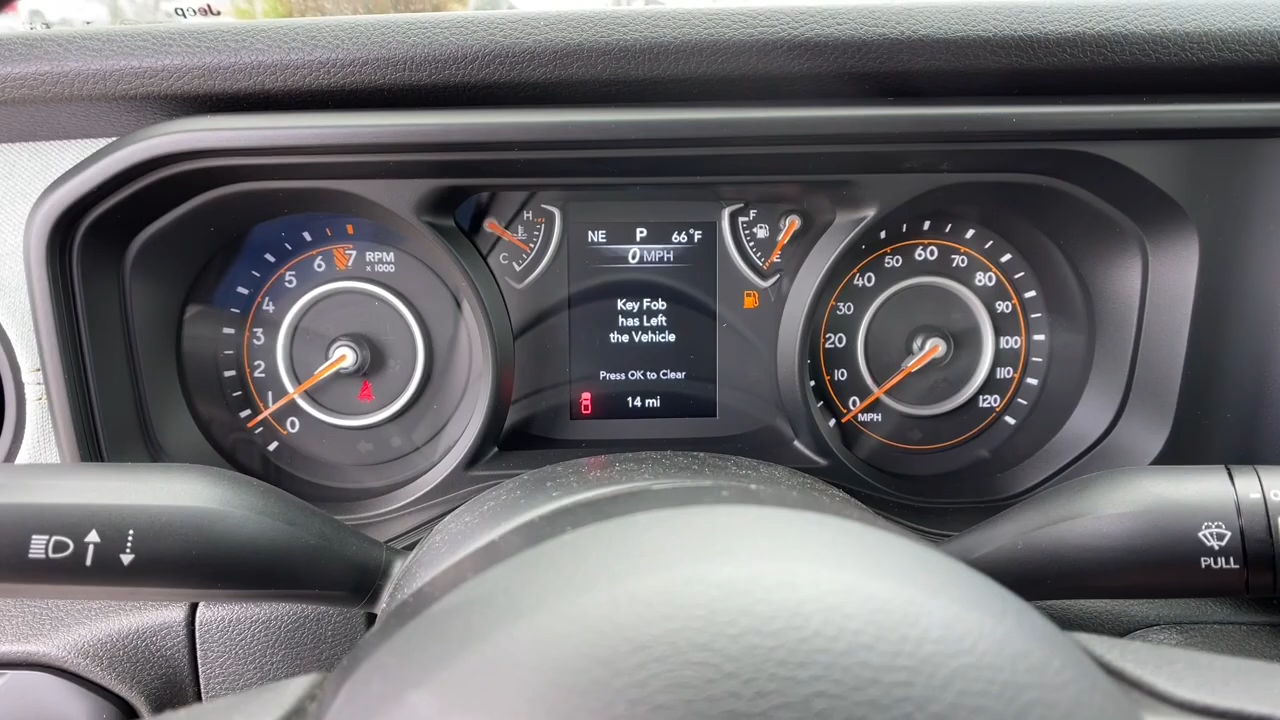 Jeep
7
6
5
4
3
2
1
0
RPM
x 1000
H
C
NE P 66°F
0 MPH
Key Fob
has Left
the Vehicle
Press OK to Clear
14 mi
F
E
0
10
20
30
40
50
60
70
80
90
100
110
120
MPH
PULL